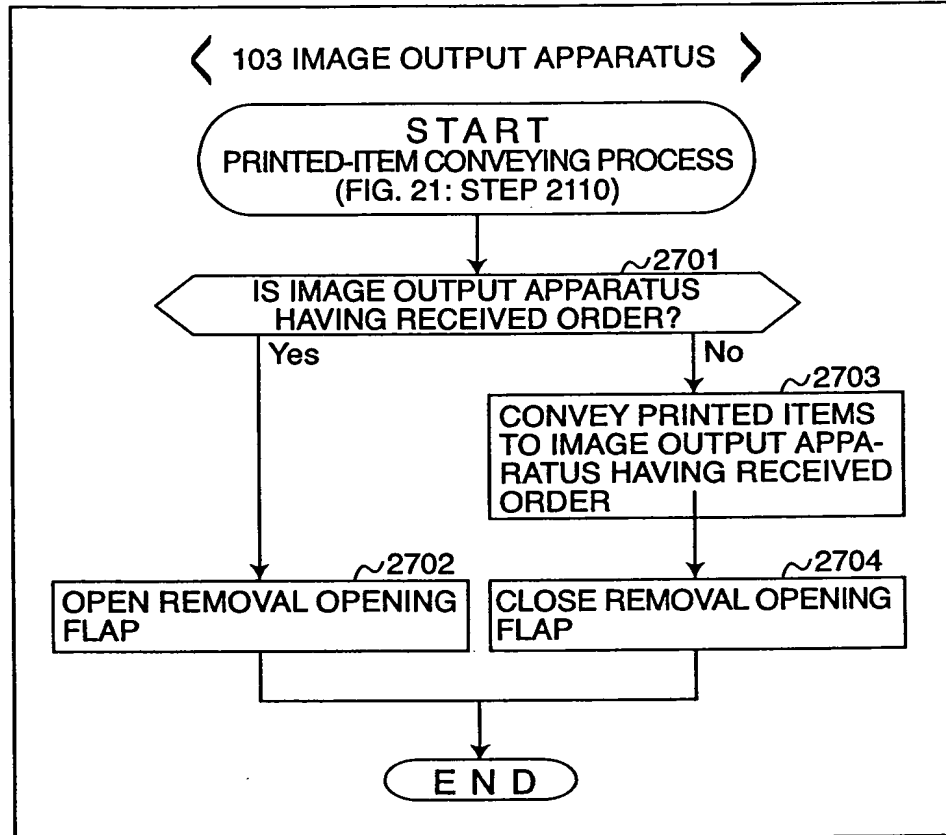 〈 103 IMAGE OUTPUT APPARATUS 〉
START
PRINTED-ITEM CONVEYING PROCESS
(FIG. 21: STEP 2110)
2701
IS IMAGE OUTPUT APPARATUS
HAVING RECEIVED ORDER?
Yes
No
2703
CONVEY PRINTED ITEMS
TO IMAGE OUTPUT APPA-
RATUS HAVING RECEIVED
ORDER
2702
OPEN REMOVAL OPENING
FLAP
2704
CLOSE REMOVAL OPENING
FLAP
END